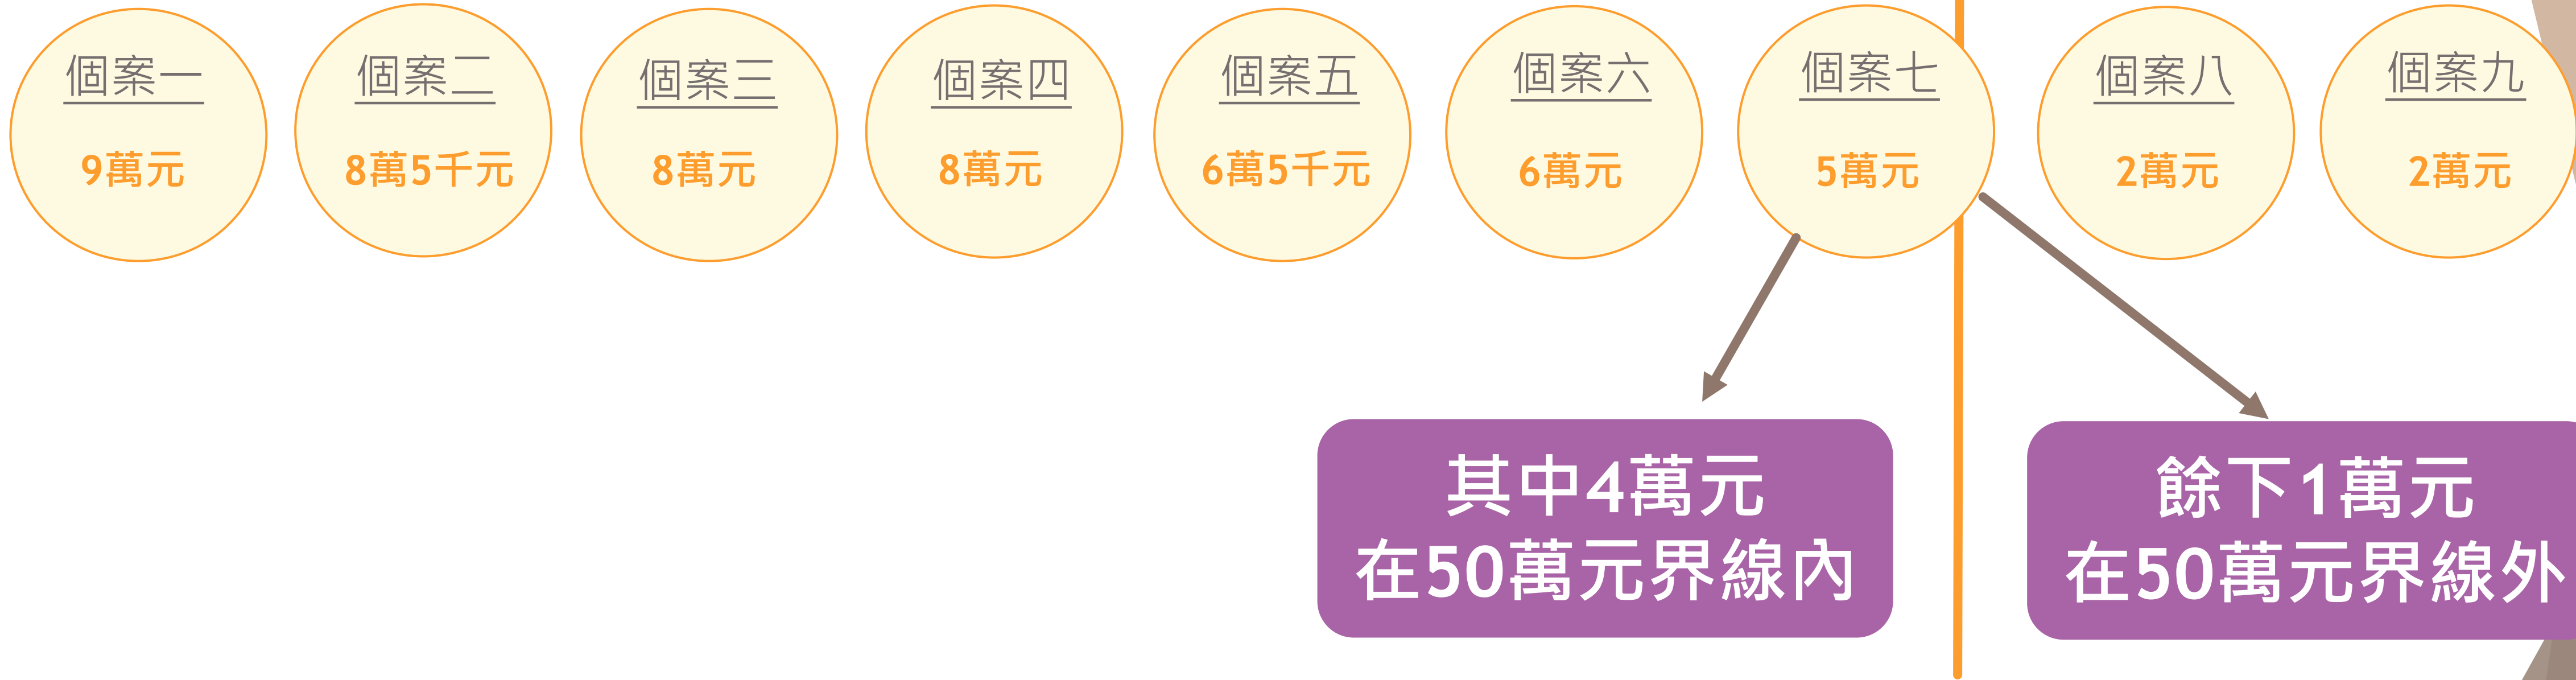 個案一
9萬元
個案二
8萬5千元
個案三
8萬元
個案四
8萬元
個案五
6萬5千元
個案六
6萬元
個案七
5萬元
個案八
2萬元
個案九
2萬元
其中4萬元
在50萬元界線內
餘下1萬元
在50萬元界線外